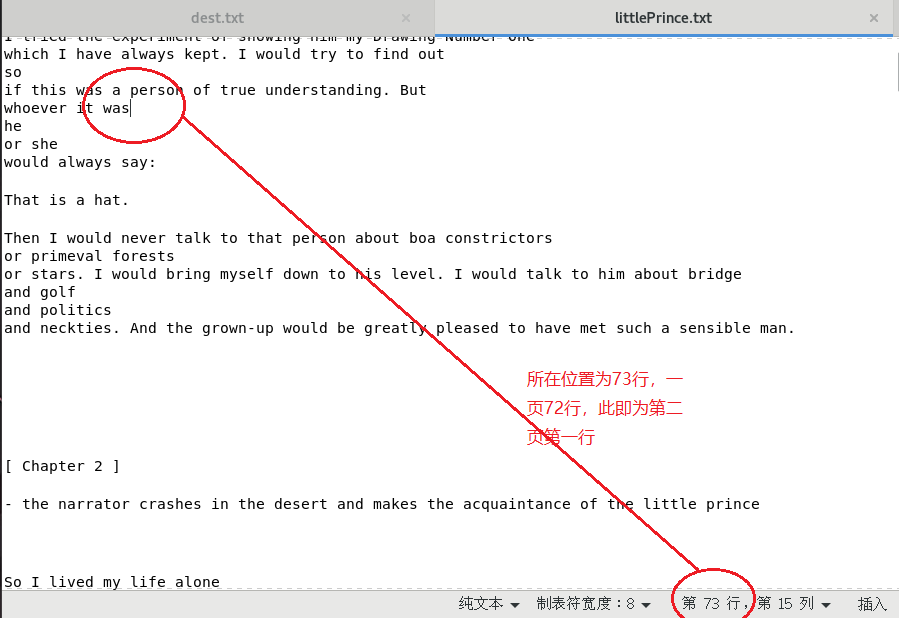 dest.txt × littlePrince.txt ×
I tried the experiment of showing him my Drawing Number One
which I have always kept. I would try to find out
so
if this was a person of true understanding. But
whoever it was
he
or she
would always say:
That is a hat.
Then I would never talk to that person about boa constrictors
or primeval forests
or stars. I would bring myself down to his level. I would talk to him about bridge
and golf
and politics
and neckties. And the grown-up would be greatly pleased to have met such a sensible man.
所在位置为73行，一
页72行，此即为第二
页第一行
[ Chapter 2 ]
- the narrator crashes in the desert and makes the acquaintance of the little prince
So I lived my life alone
纯文本 制表符宽度：8 第 73 行，第 15 列 插入